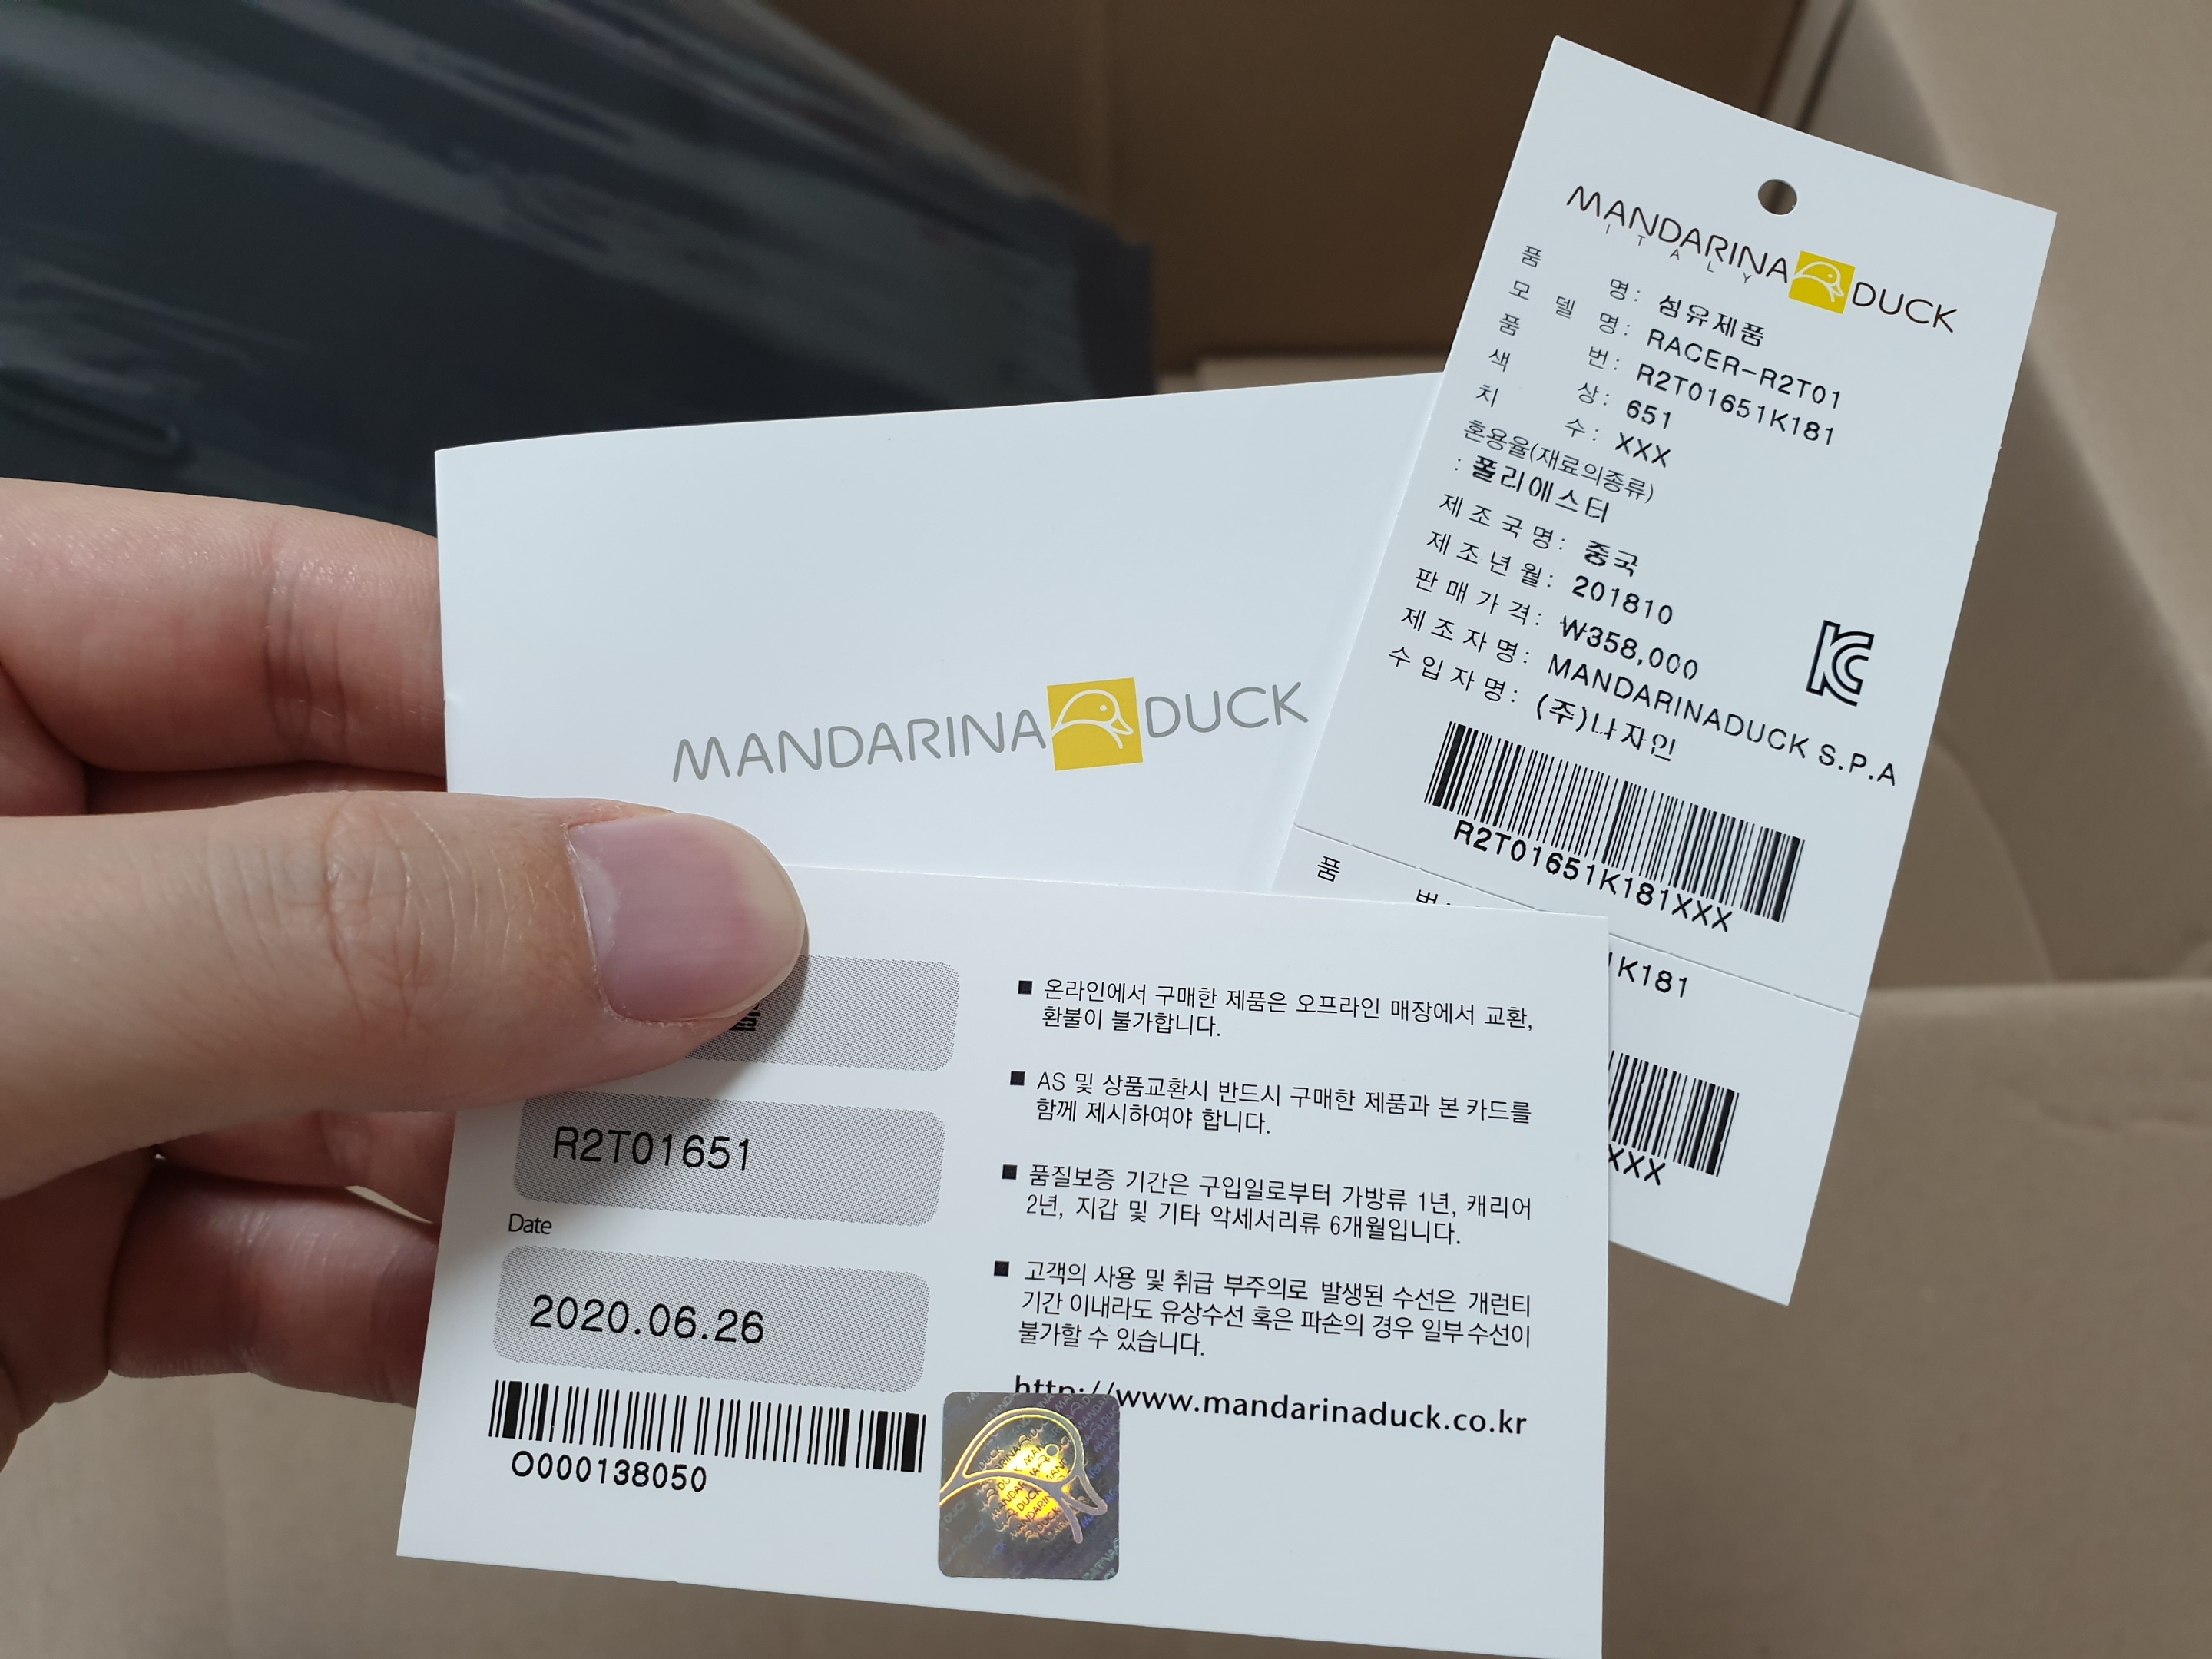 MANDARINA DUCK
ITALY
품 명: 섬유제품
모 델 명: RACER-R2T01
품 번: R2T01651K181
색 상: 651
치 수: XXX
혼용율(재료의종류)
: 폴리에스터
제조국명: 중국
제조년월: 201810
판매가격: ₩358,000
제조자명: MANDARINADUCK S.P.A
수입자명: (주)나자인
R2T01651K181XXX
품 번:
1K181
XXX
MANDARINA DUCK
R2T01651
Date
2020.06.26
O000138050
■ 온라인에서 구매한 제품은 오프라인 매장에서 교환,
환불이 불가합니다.
■ AS 및 상품교환시 반드시 구매한 제품과 본 카드를
함께 제시하여야 합니다.
■ 품질보증 기간은 구입일로부터 가방류 1년, 캐리어
2년, 지갑 및 기타 악세서리류 6개월입니다.
■ 고객의 사용 및 취급 부주의로 발생된 수선은 개런티
기간 이내라도 유상수선 혹은 파손의 경우 일부 수선이
불가할 수 있습니다.
http://www.mandarinaduck.co.kr